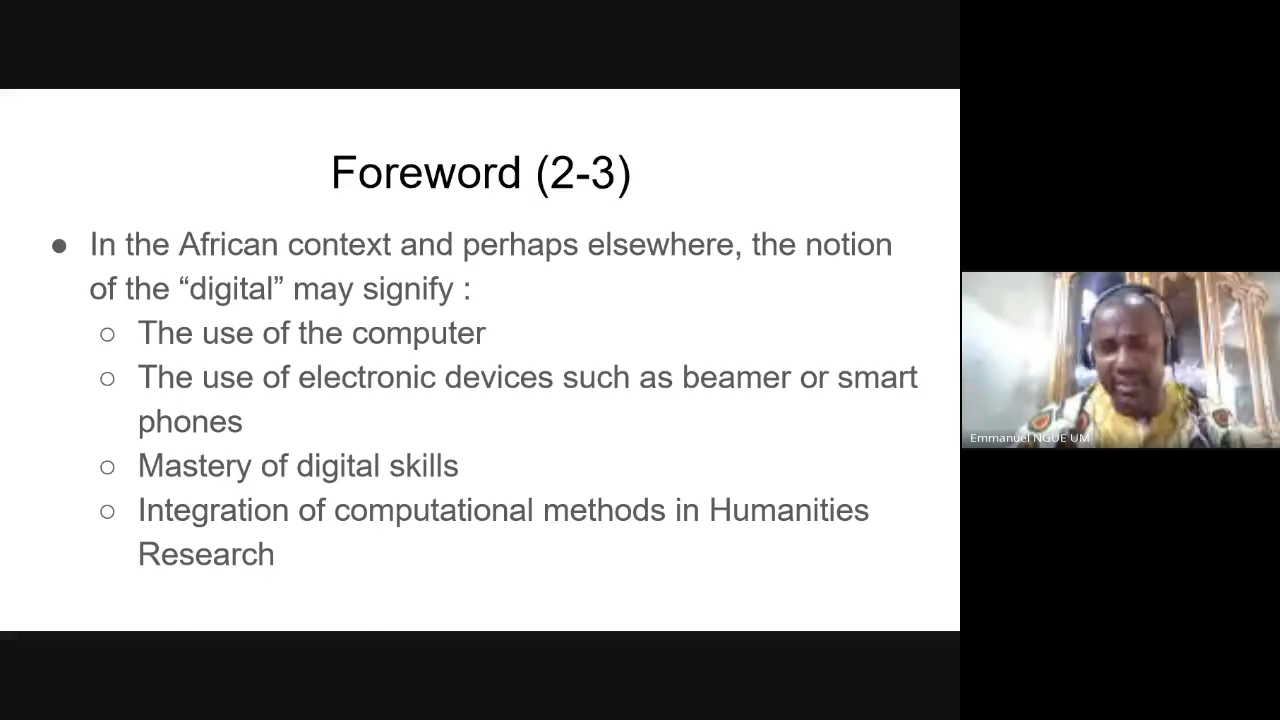 Foreword (2-3)
● In the African context and perhaps elsewhere, the notion
of the “digital” may signify :
○ The use of the computer
○ The use of electronic devices such as beamer or smart
phones
○ Mastery of digital skills
○ Integration of computational methods in Humanities
Research
Emmanuel NGUE UM